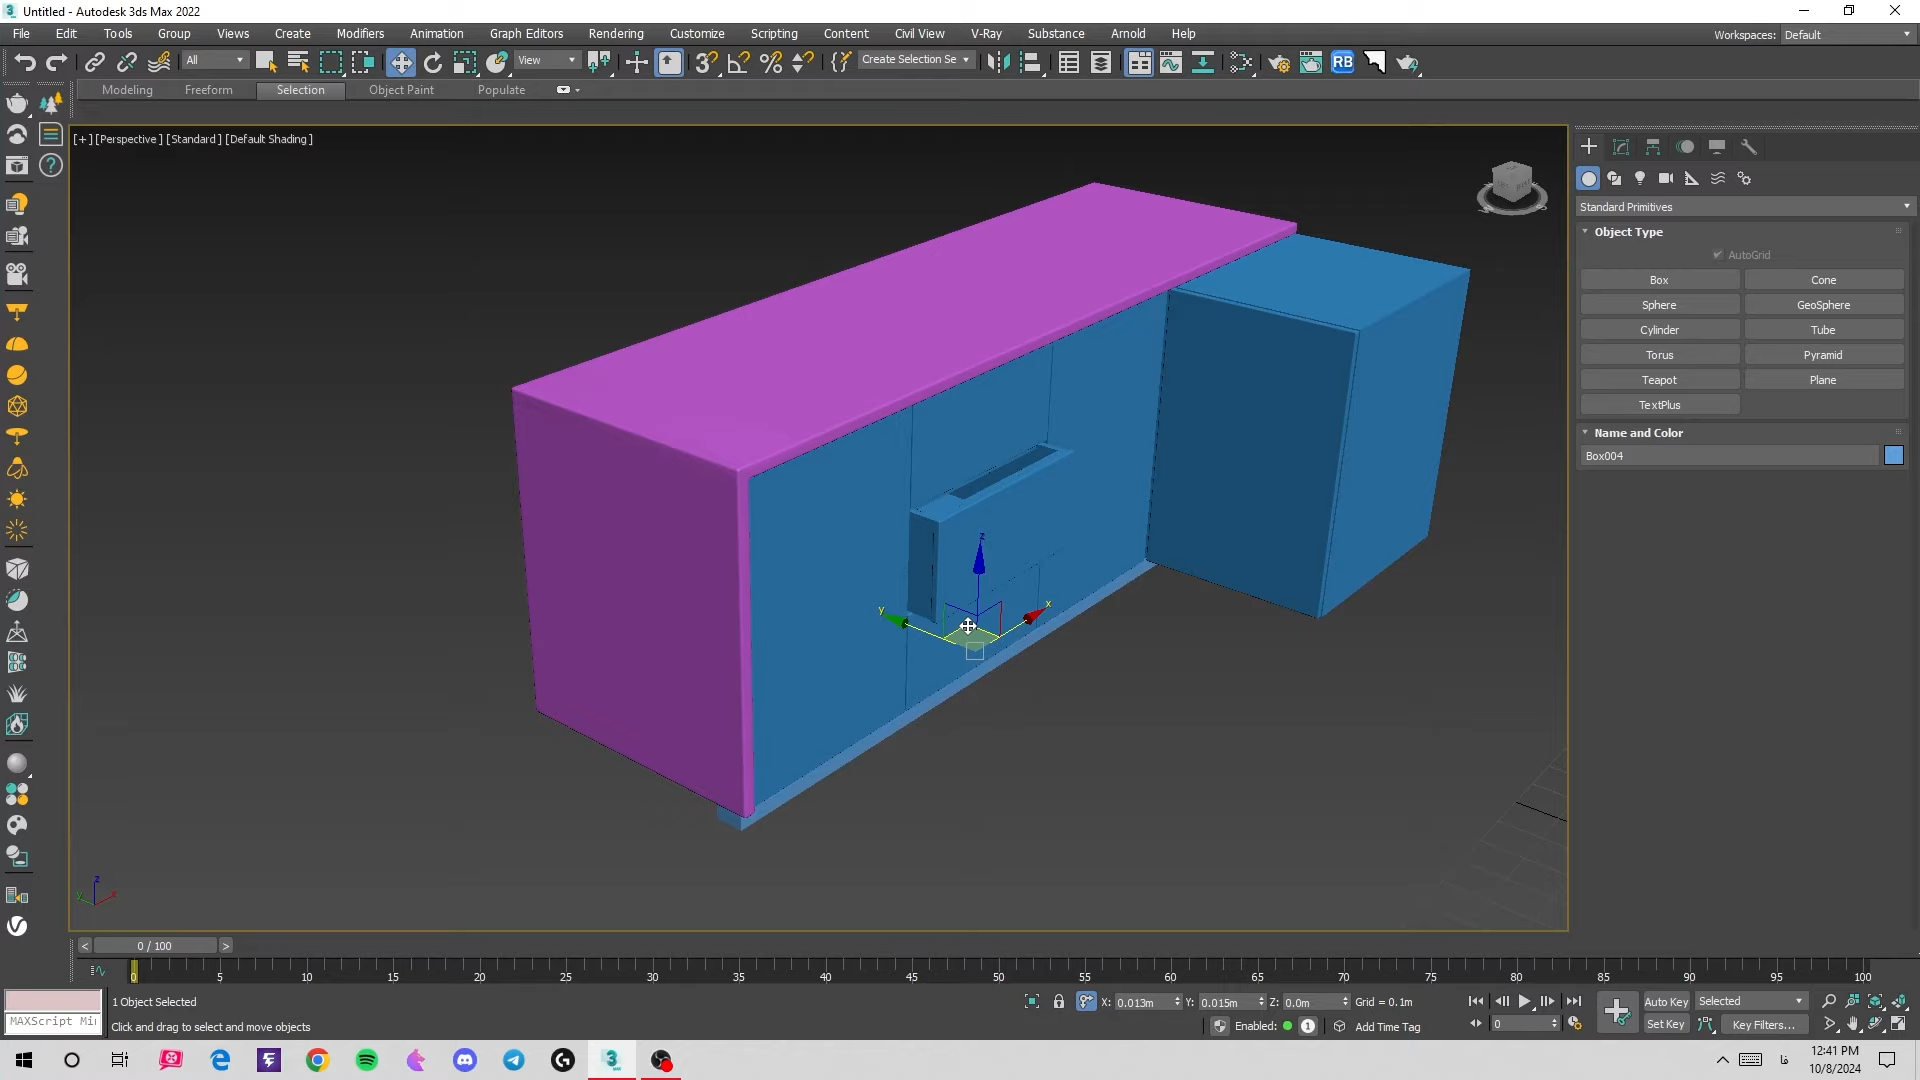 Untitled - Autodesk 3ds Max 2022
File Edit Tools Group Views Create Modifiers Animation Graph Editors Rendering Customize Scripting Content Civil View V-Ray Substance Arnold Help
Workspaces: Default
All View Create Selection Se RB
Modeling Freeform Selection Object Paint Populate
[+] [Perspective] [Standard] [Default Shading]
Standard Primitives
Object Type
AutoGrid
Box Cone
Sphere GeoSphere
Cylinder Tube
Torus Pyramid
Teapot Plane
TextPlus
Name and Color
Box004
z
y
x
z
y x
< 0 / 100 >
0 5 10 15 20 25 30 35 40 45 50 55 60 65 70 75 80 85 90 95 100
1 Object Selected
X: 0.013m Y: 0.015m Z: 0.0m Grid = 0.1m
Auto Key Selected
MAXScript Mi
Click and drag to select and move objects
Enabled: 1 Add Time Tag
0
Set Key Key Filters...
12:41 PM
فا
10/8/2024